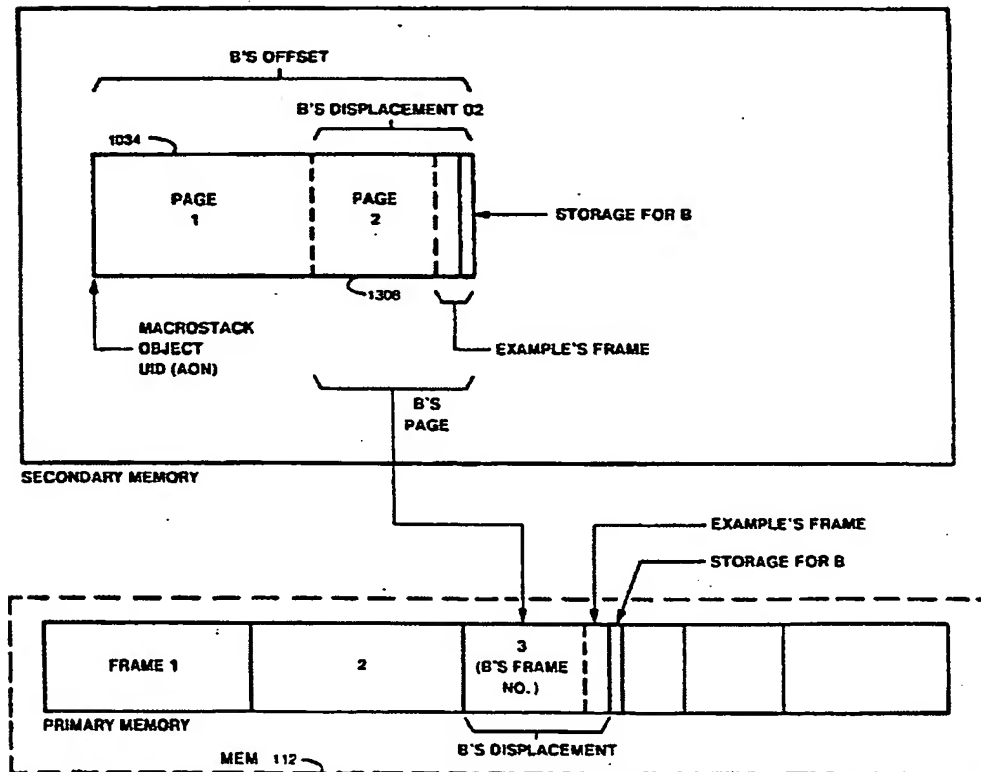 B'S OFFSET
B'S DISPLACEMENT 02
1034
PAGE
1
PAGE
2
STORAGE FOR B
1308
MACROSTACK
OBJECT
UID (AON)
EXAMPLE'S FRAME
B'S
PAGE
SECONDARY MEMORY
EXAMPLE'S FRAME
STORAGE FOR B
FRAME 1
2
3
(B'S FRAME
NO.)
PRIMARY MEMORY
B'S DISPLACEMENT
MEM 112